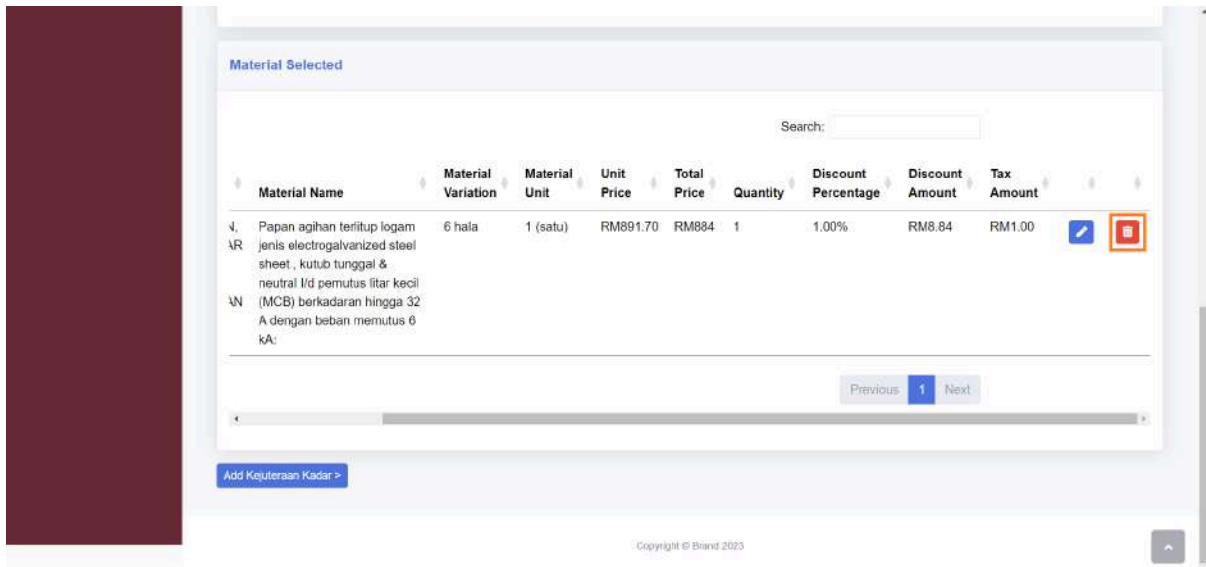 Material Selected
Search:
Material Name
Material Variation
Material Unit
Unit Price
Total Price
Quantity
Discount Percentage
Discount Amount
Tax Amount
N,
AR
AN
Papan agihan terlitup logam
jenis electrogalvanized steel
sheet , kutub tunggal &
neutral l/d pemutus litar kecil
(MCB) berkadaran hingga 32
A dengan beban memutus 6
kA:
6 hala
1 (satu)
RM891.70
RM884
1
1.00%
RM8.84
RM1.00
Previous
1
Next
Add Kejuteraan Kadar >
Copyright © Brand 2023